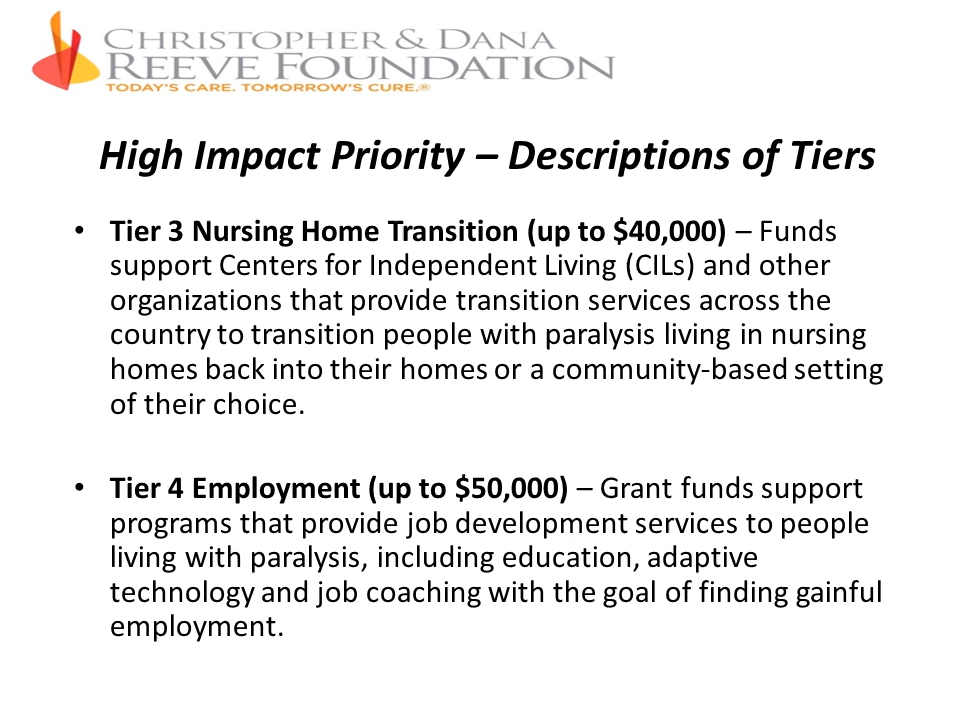 CHRISTOPHER & DANA
REEVE FOUNDATION
TODAY'S CARE. TOMORROW'S CURE.®
High Impact Priority – Descriptions of Tiers
• Tier 3 Nursing Home Transition (up to $40,000) – Funds
support Centers for Independent Living (CILs) and other
organizations that provide transition services across the
country to transition people with paralysis living in nursing
homes back into their homes or a community-based setting
of their choice.
• Tier 4 Employment (up to $50,000) – Grant funds support
programs that provide job development services to people
living with paralysis, including education, adaptive
technology and job coaching with the goal of finding gainful
employment.